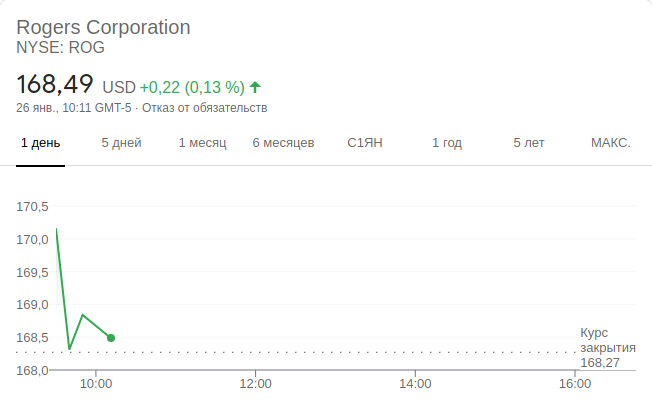 Rogers Corporation
NYSE: ROG
168,49 USD +0,22 (0,13 %)
26 янв., 10:11 GMT-5 · Отказ от обязательств
1 день 5 дней 1 месяц 6 месяцев С1ЯН 1 год 5 лет МАКС.
170,5
170,0
169,5
169,0
168,5
168,0
Курс
закрытия
168,27
10:00 12:00 14:00 16:00